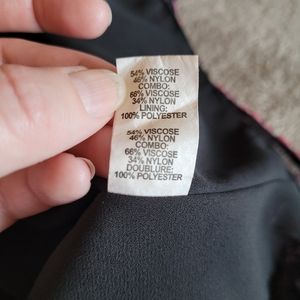 54% VISCOSE
46% NYLON
COMBO:
66% VISCOSE
34% NYLON
LINING:
100% POLYESTER
54% VISCOSE
46% NYLON
COMBO:
66% VISCOSE
34% NYLON
DOUBLURE:
100% POLYESTER